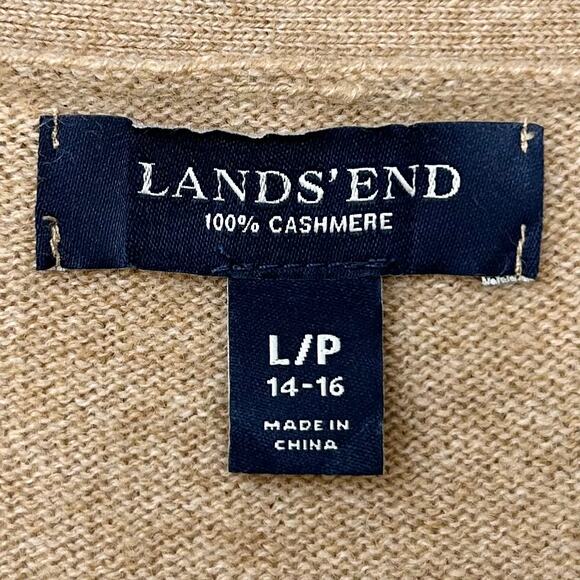 LANDS' END
100% CASHMERE
L/P
14-16
MADE IN
CHINA